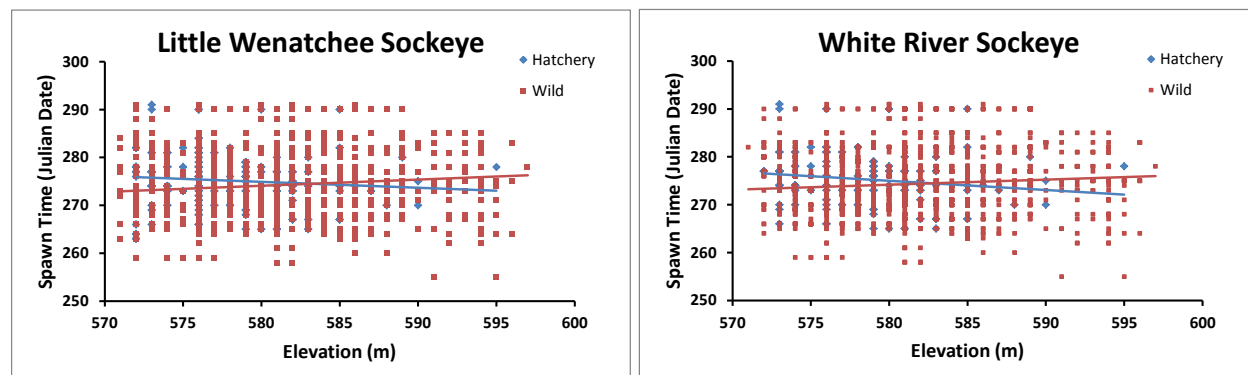 Little Wenatchee Sockeye
Hatchery
Wild
Spawn Time (Julian Date)
300
290
280
270
260
250
570 575 580 585 590 595 600
Elevation (m)
White River Sockeye
Hatchery
Wild
Spawn Time (Julian Date)
300
290
280
270
260
250
570 575 580 585 590 595 600
Elevation (m)